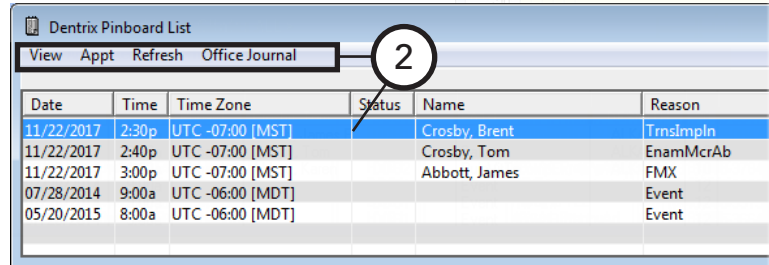 Dentrix Pinboard List
View Appt Refresh Office Journal
2
Date Time Time Zone Status Name Reason
11/22/2017 2:30p UTC -07:00 [MST] Crosby, Brent TrnsImpln
11/22/2017 2:40p UTC -07:00 [MST] Crosby, Tom EnamMcrAb
11/22/2017 3:00p UTC -07:00 [MST] Abbott, James FMX
07/28/2014 9:00a UTC -06:00 [MDT] Event
05/20/2015 8:00a UTC -06:00 [MDT] Event